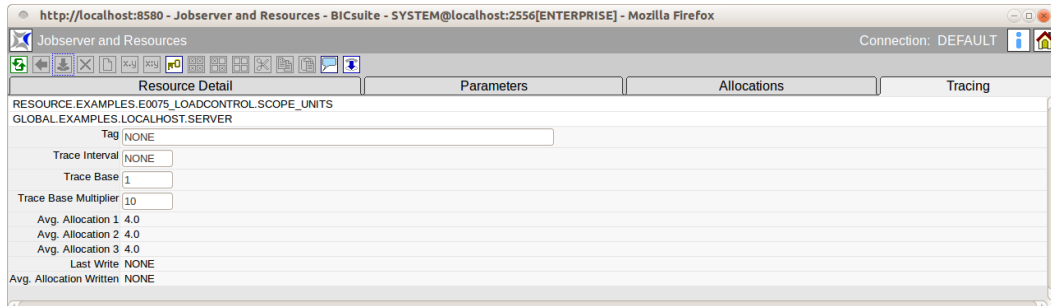 http://localhost:8580 - Jobserver and Resources - BICsuite - SYSTEM@localhost:2556[ENTERPRISE] - Mozilla Firefox
Jobserver and Resources Connection: DEFAULT
x.y x:y
Resource Detail Parameters Allocations Tracing
RESOURCE.EXAMPLES.E0075_LOADCONTROL.SCOPE_UNITS
GLOBAL.EXAMPLES.LOCALHOST.SERVER
Tag NONE
Trace Interval NONE
Trace Base 1
Trace Base Multiplier 10
Avg. Allocation 1 4.0
Avg. Allocation 2 4.0
Avg. Allocation 3 4.0
Last Write NONE
Avg. Allocation Written NONE